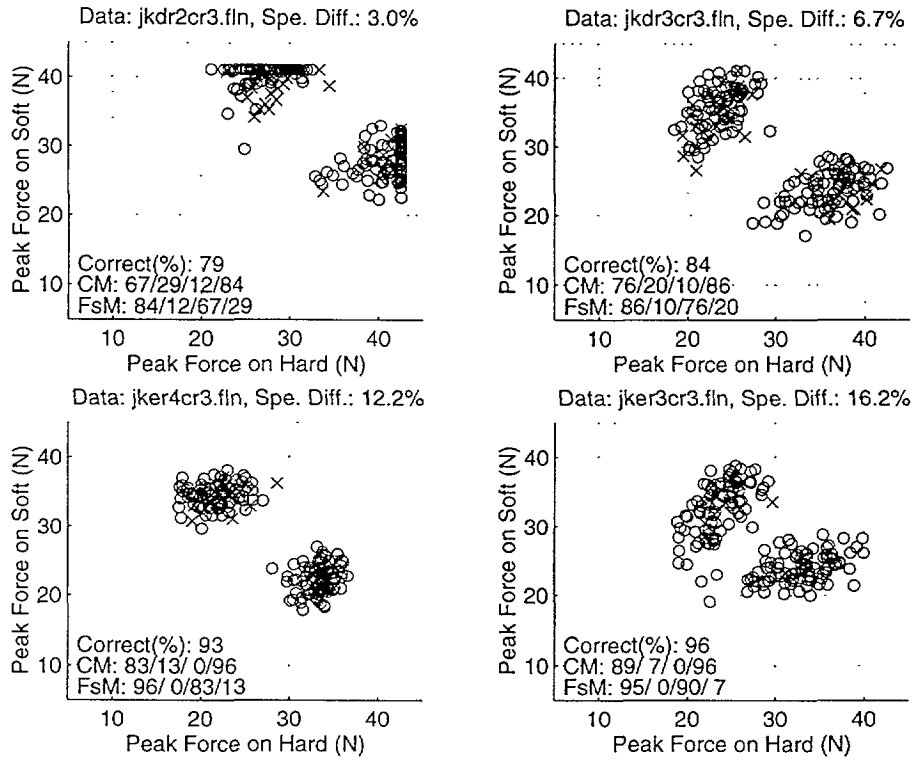 Data: jkdr2cr3.fln, Spe. Diff.: 3.0%
Peak Force on Soft (N)
40
30
20
10
Correct(%): 79
CM: 67/29/12/84
FsM: 84/12/67/29
10 20 30 40
Peak Force on Hard (N)
Data: jkdr3cr3.fln, Spe. Diff.: 6.7%
Peak Force on Soft (N)
40
30
20
10
Correct(%): 84
CM: 76/20/10/86
FsM: 86/10/76/20
10 20 30 40
Peak Force on Hard (N)
Data: jker4cr3.fln, Spe. Diff.: 12.2%
Peak Force on Soft (N)
40
30
20
10
Correct(%): 93
CM: 83/13/ 0/96
FsM: 96/ 0/83/13
10 20 30 40
Peak Force on Hard (N)
Data: jker3cr3.fln, Spe. Diff.: 16.2%
Peak Force on Soft (N)
40
30
20
10
Correct(%): 96
CM: 89/ 7/ 0/96
FsM: 95/ 0/90/ 7
10 20 30 40
Peak Force on Hard (N)